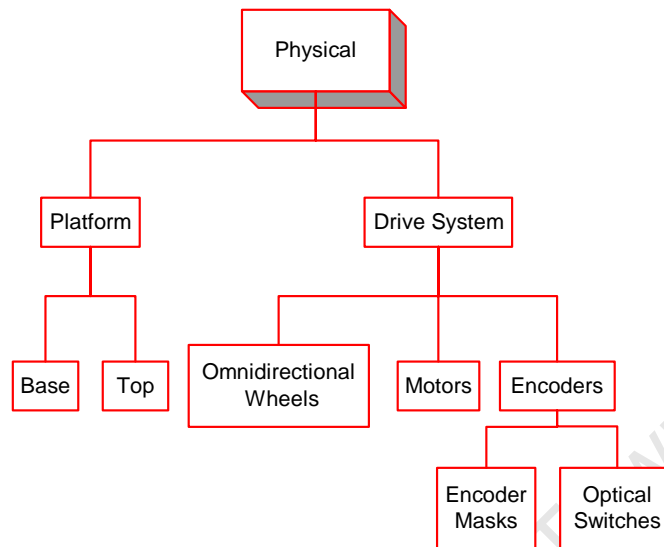 Physical
Platform
Drive System
Base
Top
Omnidirectional
Wheels
Motors
Encoders
Encoder
Masks
Optical
Switches